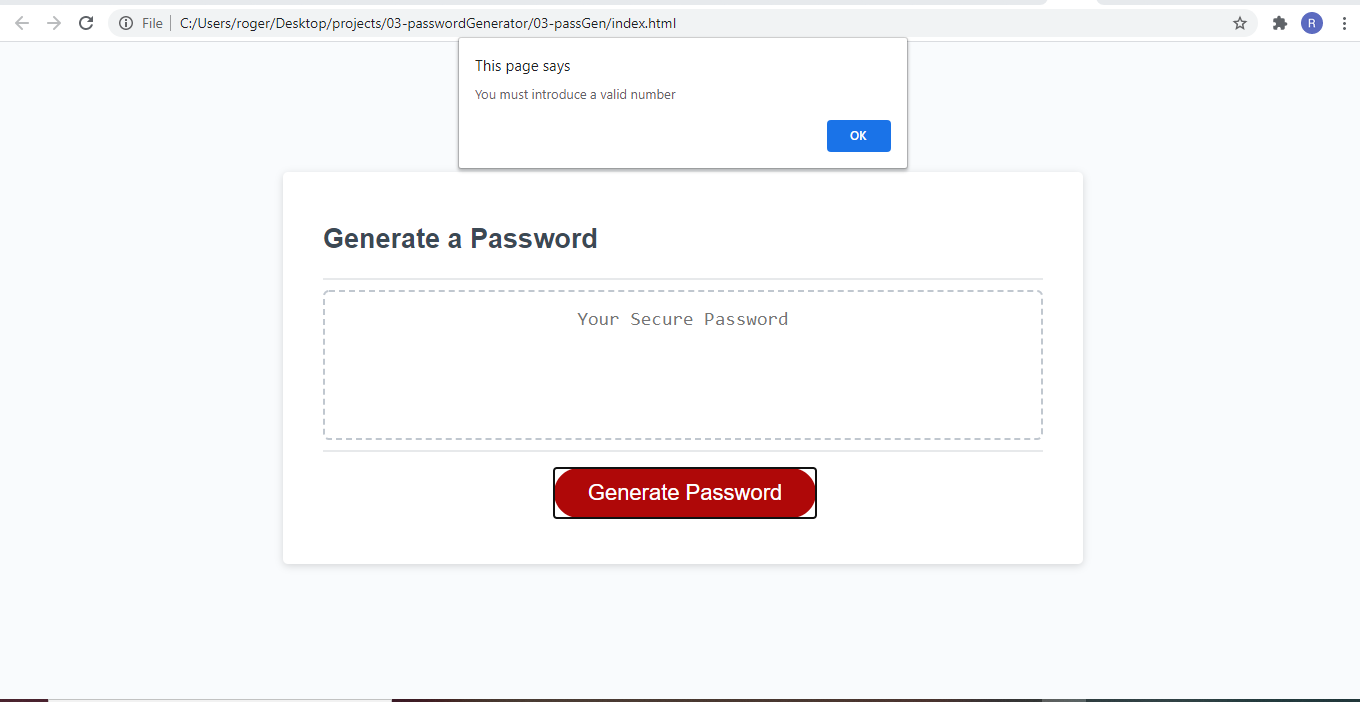 File C:/Users/roger/Desktop/projects/03-passwordGenerator/03-passGen/index.html
R
This page says
You must introduce a valid number
OK
Generate a Password
Your Secure Password
Generate Password